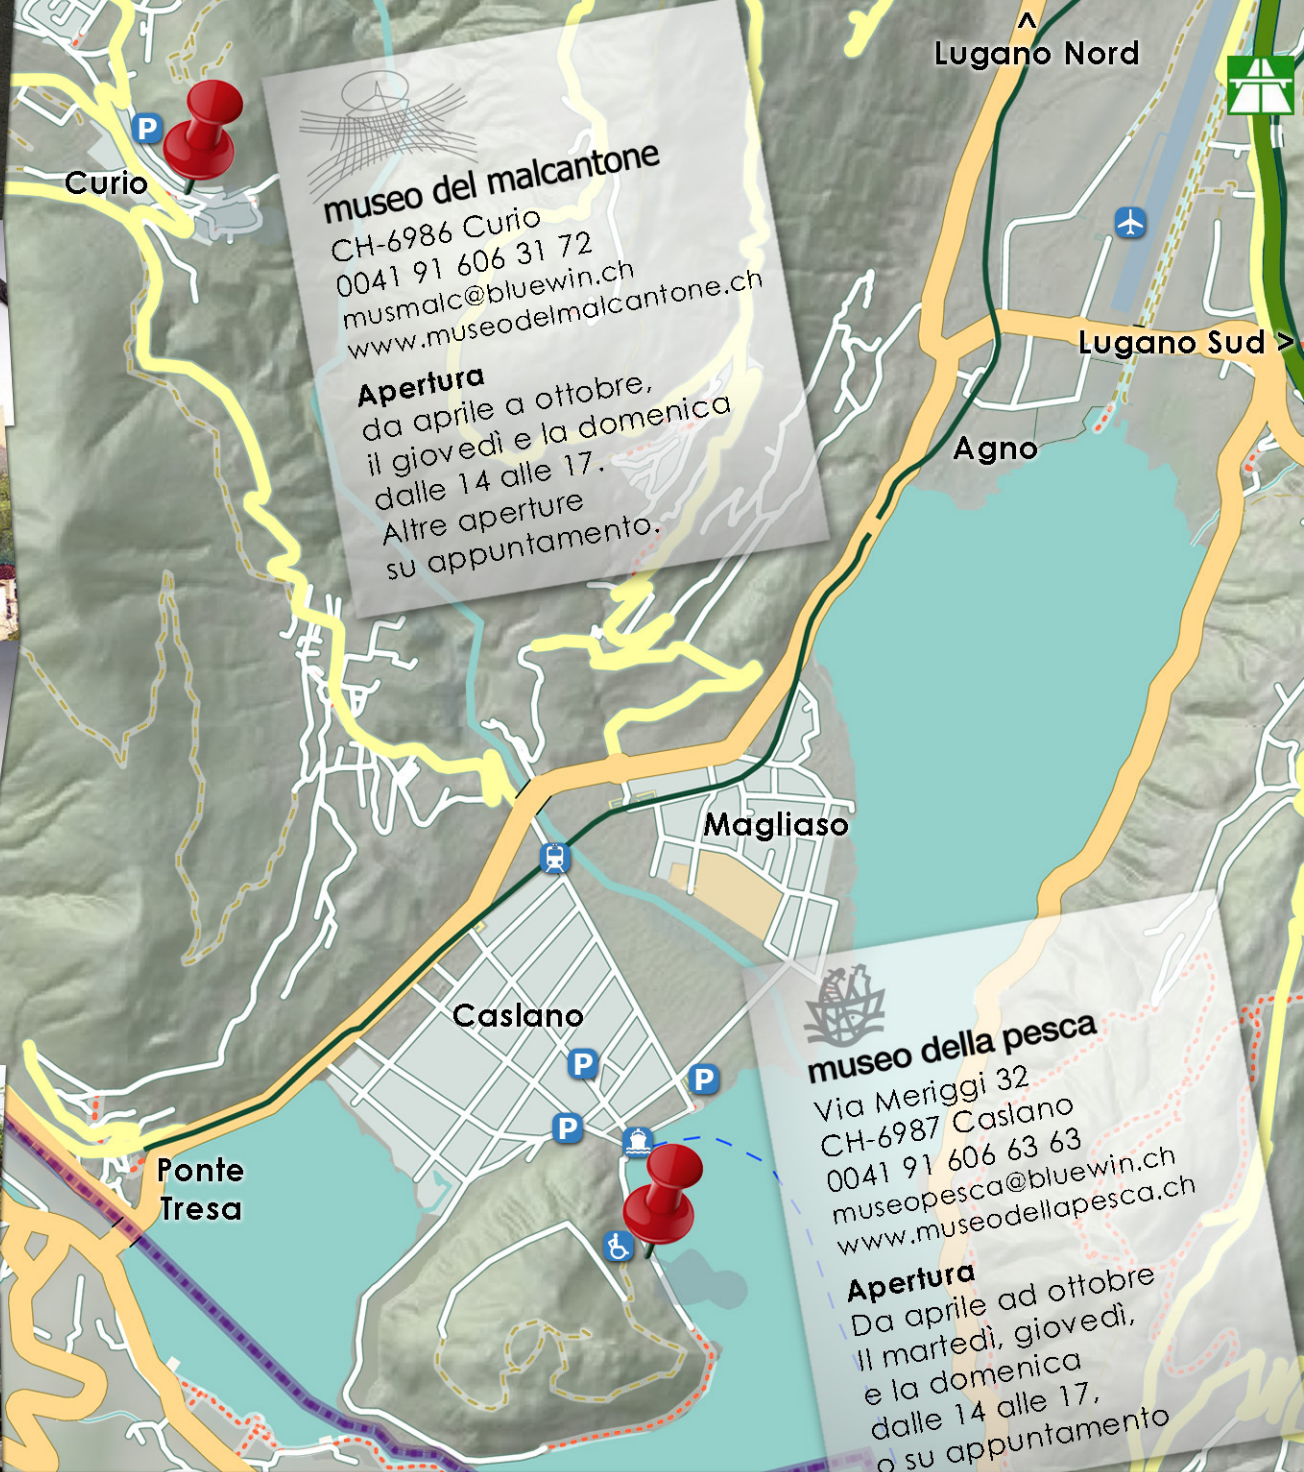 ^
Lugano Nord
P
Curio
museo del malcantone
CH-6986 Curio
0041 91 606 31 72
musmalc@bluewin.ch
www.museodelmalcantone.ch
Apertura
da aprile a ottobre,
il giovedì e la domenica
dalle 14 alle 17.
Altre aperture
su appuntamento.
Lugano Sud >
Agno
Magliaso
Caslano
P
P
P
Ponte
Tresa
museo della pesca
Via Meriggi 32
CH-6987 Caslano
0041 91 606 63 63
museopesca@bluewin.ch
www.museodellapesca.ch
Apertura
Da aprile ad ottobre
Il martedì, giovedì,
e la domenica
dalle 14 alle 17,
o su appuntamento